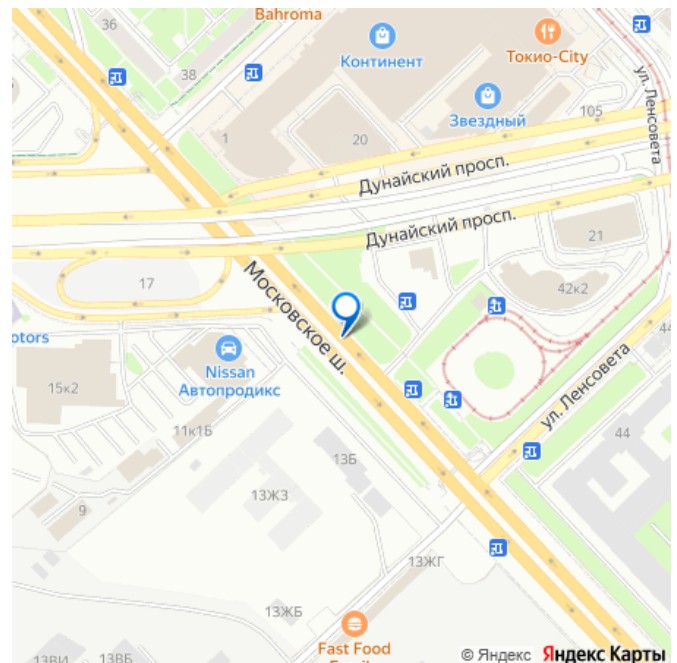 36
Bahroma
38
Континент
Токио-City
ул. Ленсовета
Звездный
105
1
20
Дунайский просп.
Дунайский просп.
21
17
42к2
Московское ш.
otors
Nissan
Автопродикс
15к2
11к1Б
ул. Ленсовета
44
44
13Б
13ЖЗ
9
13ЖГ
13ЖБ
Fast Food
13ВИ
13ВБ
© Яндекс Яндекс Карты